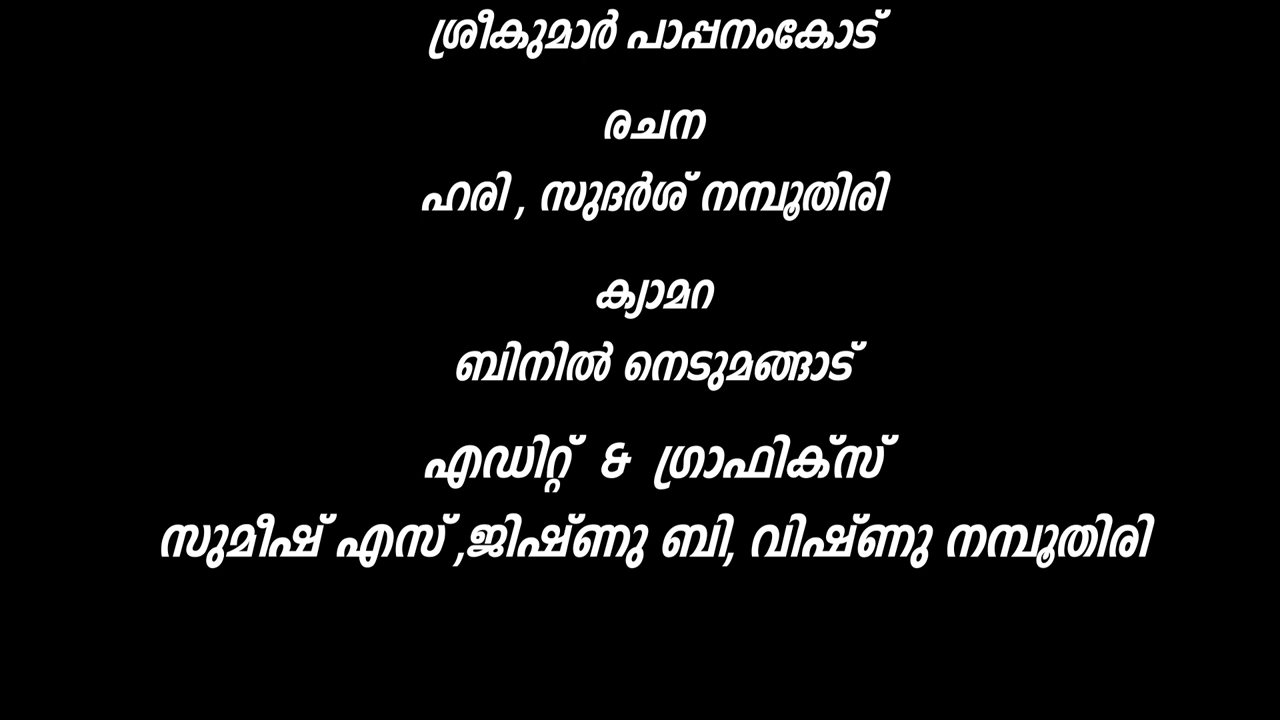 ശ്രീകുമാർ പാപ്പനംകോട്
രചന
ഹരി , സുദർശ് നമ്പൂതിരി
ക്യാമറ
ബിനിൽ നെടുമങ്ങാട്
എഡിറ്റ് & ഗ്രാഫിക്സ്
സുമീഷ് എസ് ,ജിഷ്ണു ബി, വിഷ്ണു നമ്പൂതിരി